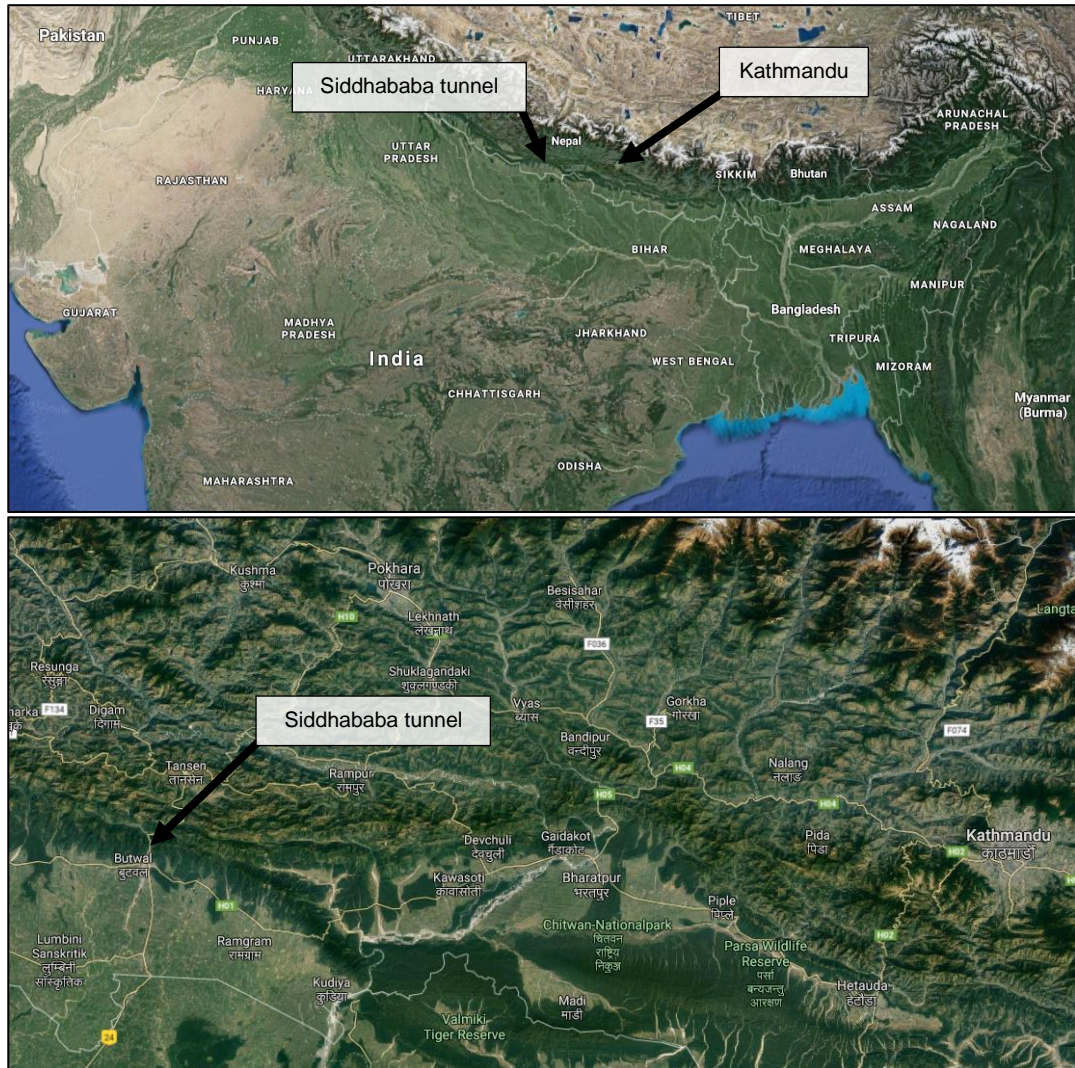 TIBET
Pakistan
PUNJAB
UTTARAKHAND
Siddhababa tunnel
Kathmandu
HARYANA
ARUNACHAL
PRADESH
UTTAR
PRADESH
Nepal
SIKKIM
Bhutan
RAJASTHAN
ASSAM
NAGALAND
BIHAR
MEGHALAYA
MANIPUR
GUJARAT
MADHYA
PRADESH
JHARKHAND
Bangladesh
TRIPURA
India
WEST BENGAL
MIZORAM
CHHATTISGARH
Myanmar
(Burma)
ODISHA
MAHARASHTRA
Kushma
कुश्मा
Pokhara
पोखरा
Besisahar
वेसीशहर
H10
Lekhnath
लेखनाथ
Langta
F036
Resunga
रेसुङ्गा
Shuklagandaki
शुक्लागण्डकी
Siddhababa tunnel
Vyas
ब्यास
Gorkha
गोरखा
F134
Digam
दिगाम
F35
F074
Bandipur
वन्दीपुर
Tansen
तानसेन
Rampur
रामपुर
H04
Nalang
नलाङ
H05
H04
Devchuli
देवचुली
Gaidakot
गैंडाकोट
Pida
पिडा
Kathmandu
काठमाडौं
H02
Butwal
बुटवल
Kawasoti
कावासोती
Bharatpur
भरतपुर
H01
Piple
पिप्ले
Lumbini
Sanskritik
लुम्बिनी
सांस्कृतिक
Ramgram
रामग्राम
Chitwan Nationalpark
चितवन
राष्ट्रिय
निकुञ्ज
Parsa Wildlife
Reserve
पर्सा
बन्यजन्तु
आरक्षण
H02
Kudiya
कुडिया
Hetauda
हेटौंडा
Madi
माडी
Valmiki
Tiger Reserve
24